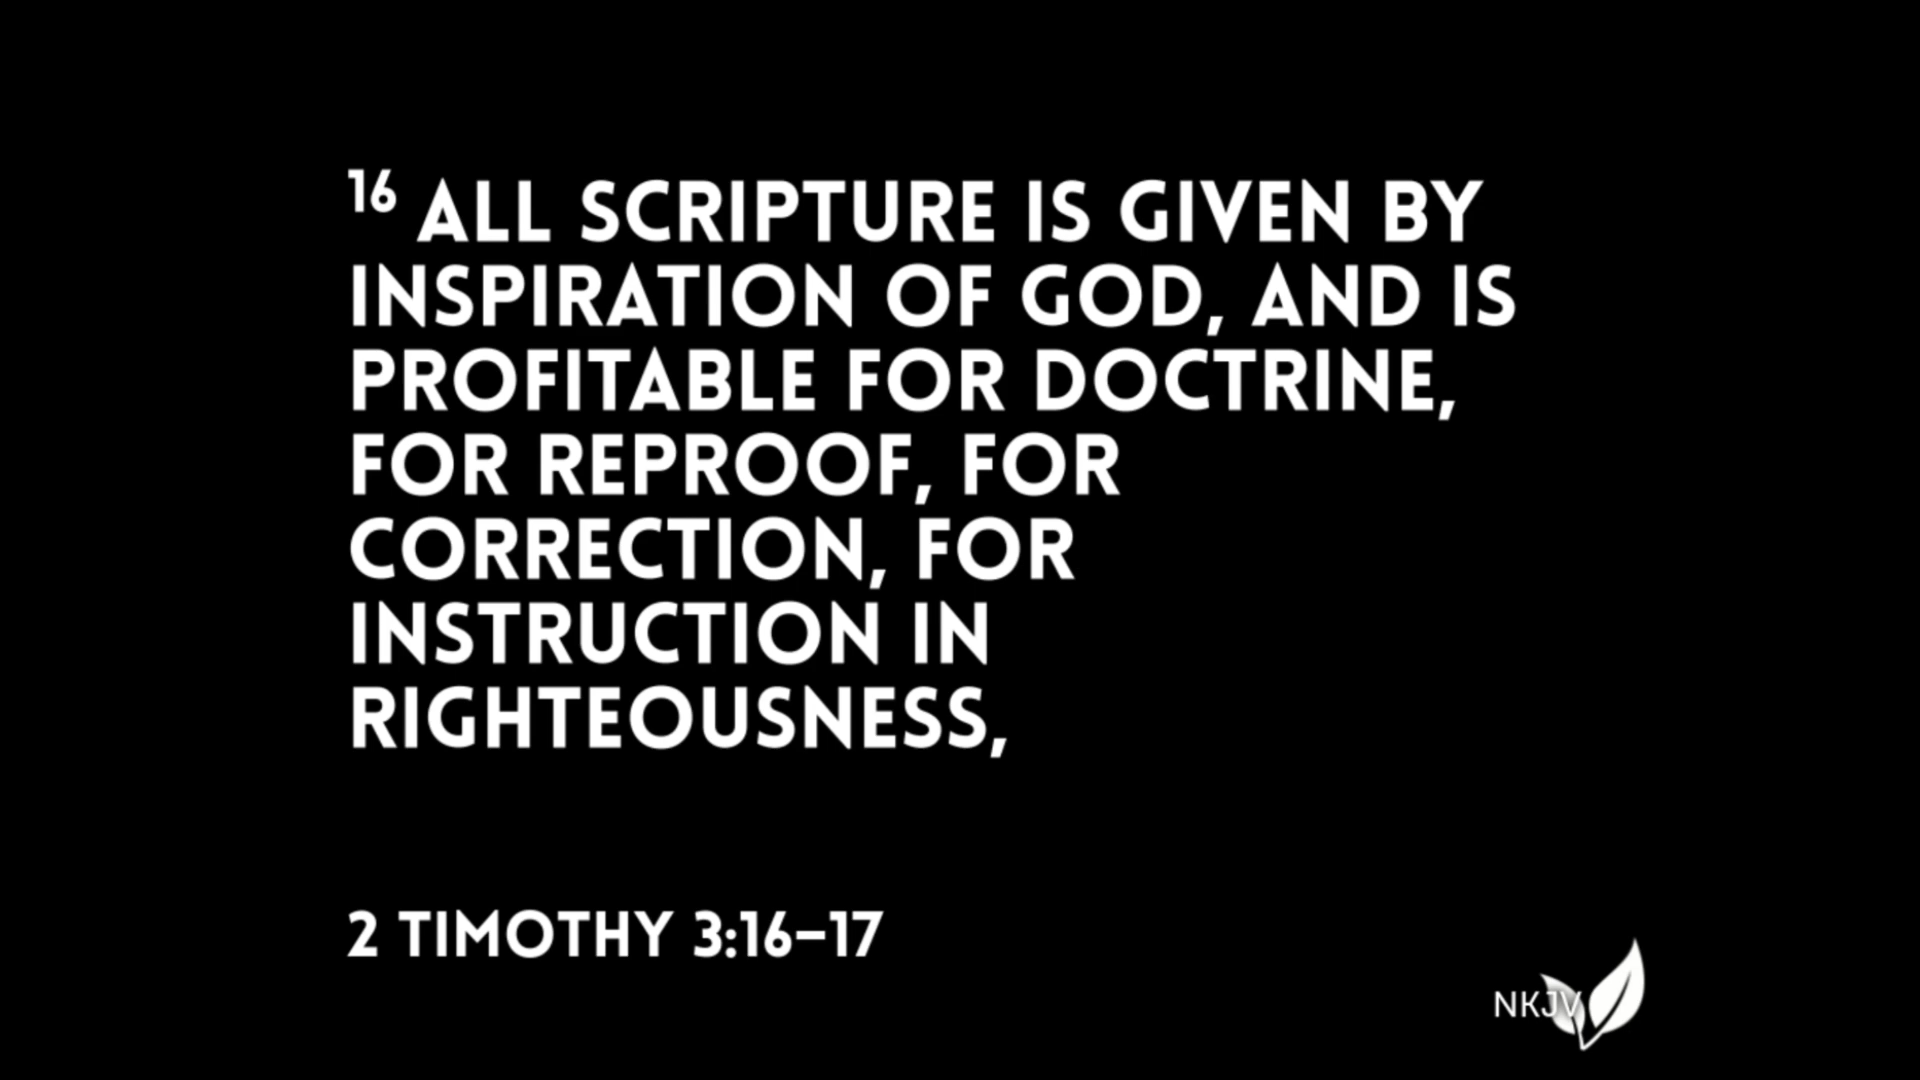 16 ALL SCRIPTURE IS GIVEN BY
INSPIRATION OF GOD, AND IS
PROFITABLE FOR DOCTRINE,
FOR REPROOF, FOR
CORRECTION, FOR
INSTRUCTION IN
RIGHTEOUSNESS,
2 TIMOTHY 3:16–17
NKJV